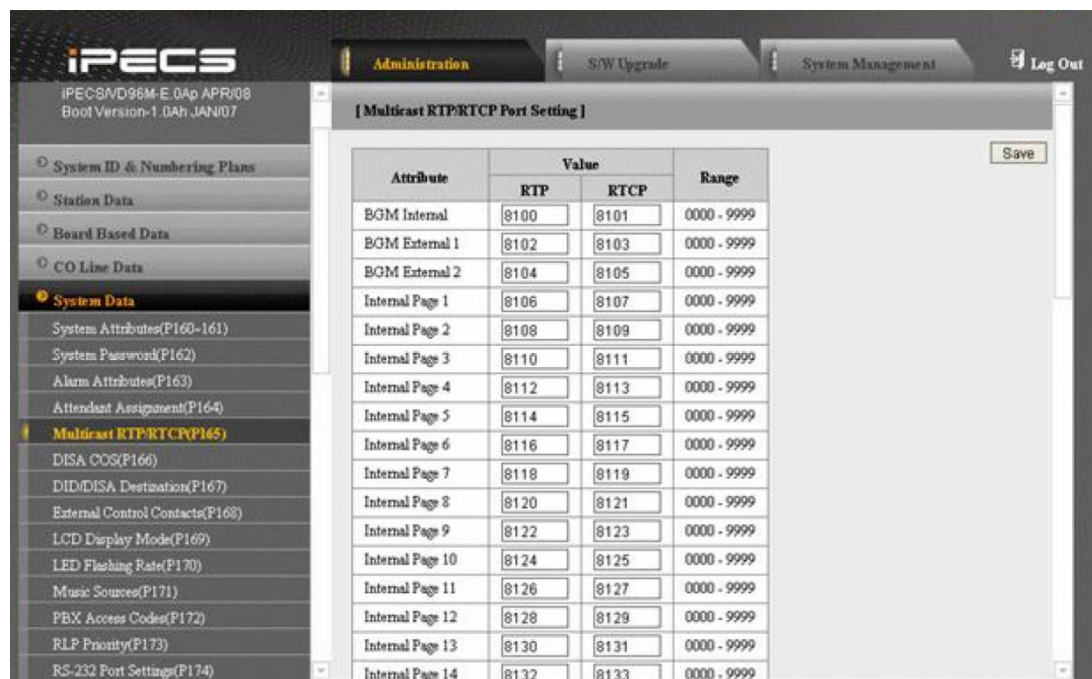 iPECS
Administration
S/W Upgrade
System Management
Log Out
iPECS/VD96M-E.0Ap APR/08
Boot Version-1.0Ah JAN/07
System ID & Numbering Plans
Station Data
Board Based Data
CO Line Data
System Data
System Attributes(P160~161)
System Password(P162)
Alarm Attributes(P163)
Attendant Assignment(P164)
Multicast RTP/RTCP(P165)
DISA COS(P166)
DID/DISA Destination(P167)
External Control Contacts(P168)
LCD Display Mode(P169)
LED Flashing Rate(P170)
Music Sources(P171)
PBX Access Codes(P172)
RLP Priority(P173)
RS-232 Port Settings(P174)
[ Multicast RTP/RTCP Port Setting ]
Save
Attribute Value Range
RTP RTCP
BGM Internal 8100 8101 0000 - 9999
BGM External 1 8102 8103 0000 - 9999
BGM External 2 8104 8105 0000 - 9999
Internal Page 1 8106 8107 0000 - 9999
Internal Page 2 8108 8109 0000 - 9999
Internal Page 3 8110 8111 0000 - 9999
Internal Page 4 8112 8113 0000 - 9999
Internal Page 5 8114 8115 0000 - 9999
Internal Page 6 8116 8117 0000 - 9999
Internal Page 7 8118 8119 0000 - 9999
Internal Page 8 8120 8121 0000 - 9999
Internal Page 9 8122 8123 0000 - 9999
Internal Page 10 8124 8125 0000 - 9999
Internal Page 11 8126 8127 0000 - 9999
Internal Page 12 8128 8129 0000 - 9999
Internal Page 13 8130 8131 0000 - 9999
Internal Page 14 8132 8133 0000 - 9999